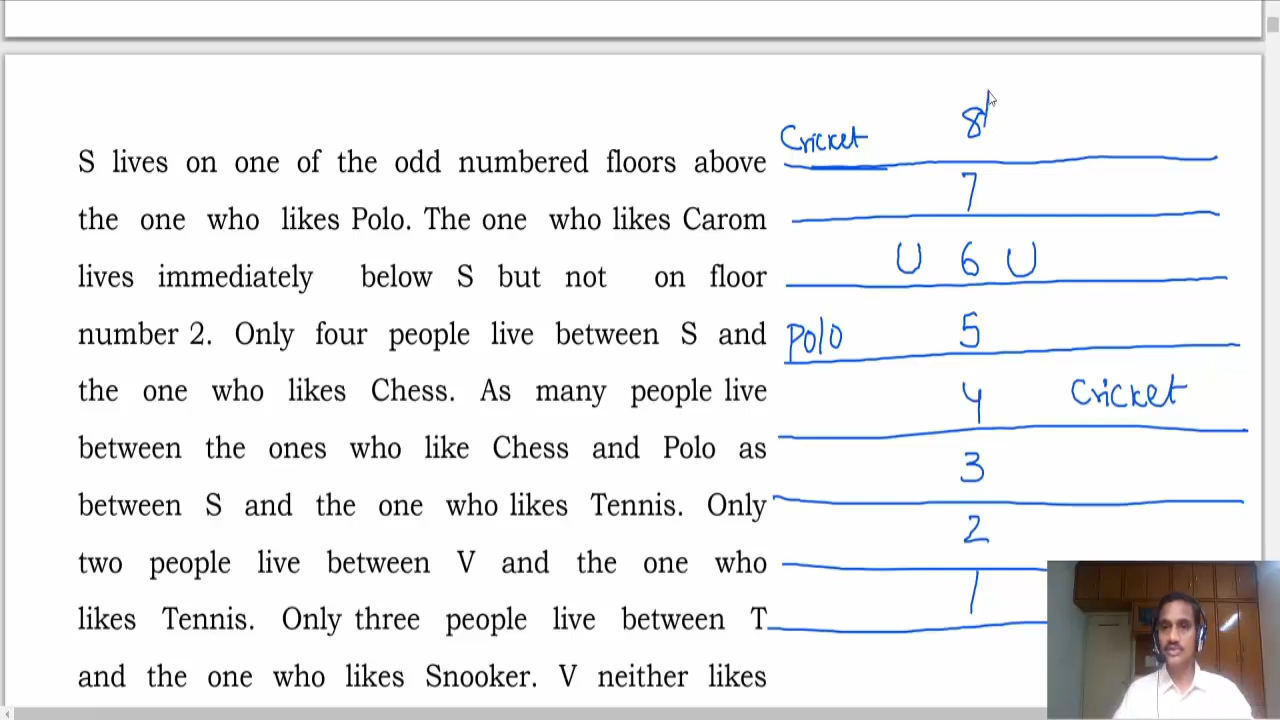 S lives on one of the odd numbered floors above
the one who likes Polo. The one who likes Carom
lives immediately below S but not on floor
number 2. Only four people live between S and
the one who likes Chess. As many people live
between the ones who like Chess and Polo as
between S and the one who likes Tennis. Only
two people live between V and the one who
likes Tennis. Only three people live between T
and the one who likes Snooker. V neither likes
Cricket 8
7
U 6 U
Polo 5
4 Cricket
3
2
1